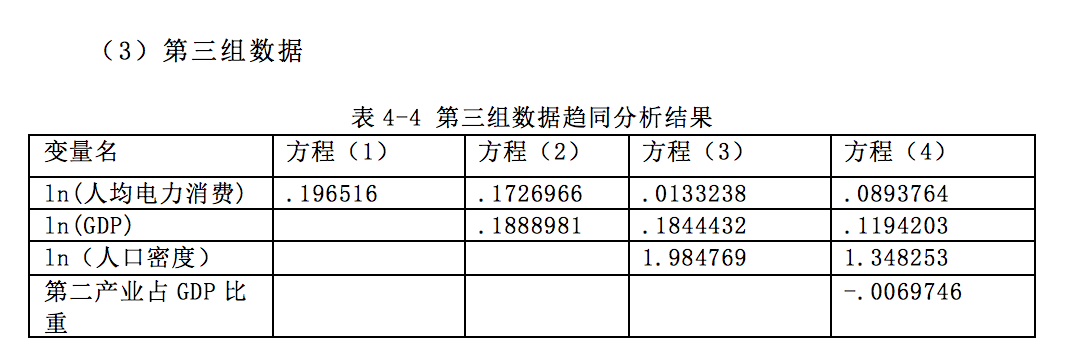 （3）第三组数据
表 4-4 第三组数据趋同分析结果
变量名 方程（1） 方程（2） 方程（3） 方程（4）
ln(人均电力消费) .196516 .1726966 .0133238 .0893764
ln(GDP) .1888981 .1844432 .1194203
ln（人口密度） 1.984769 1.348253
第二产业占 GDP 比 -.0069746
重